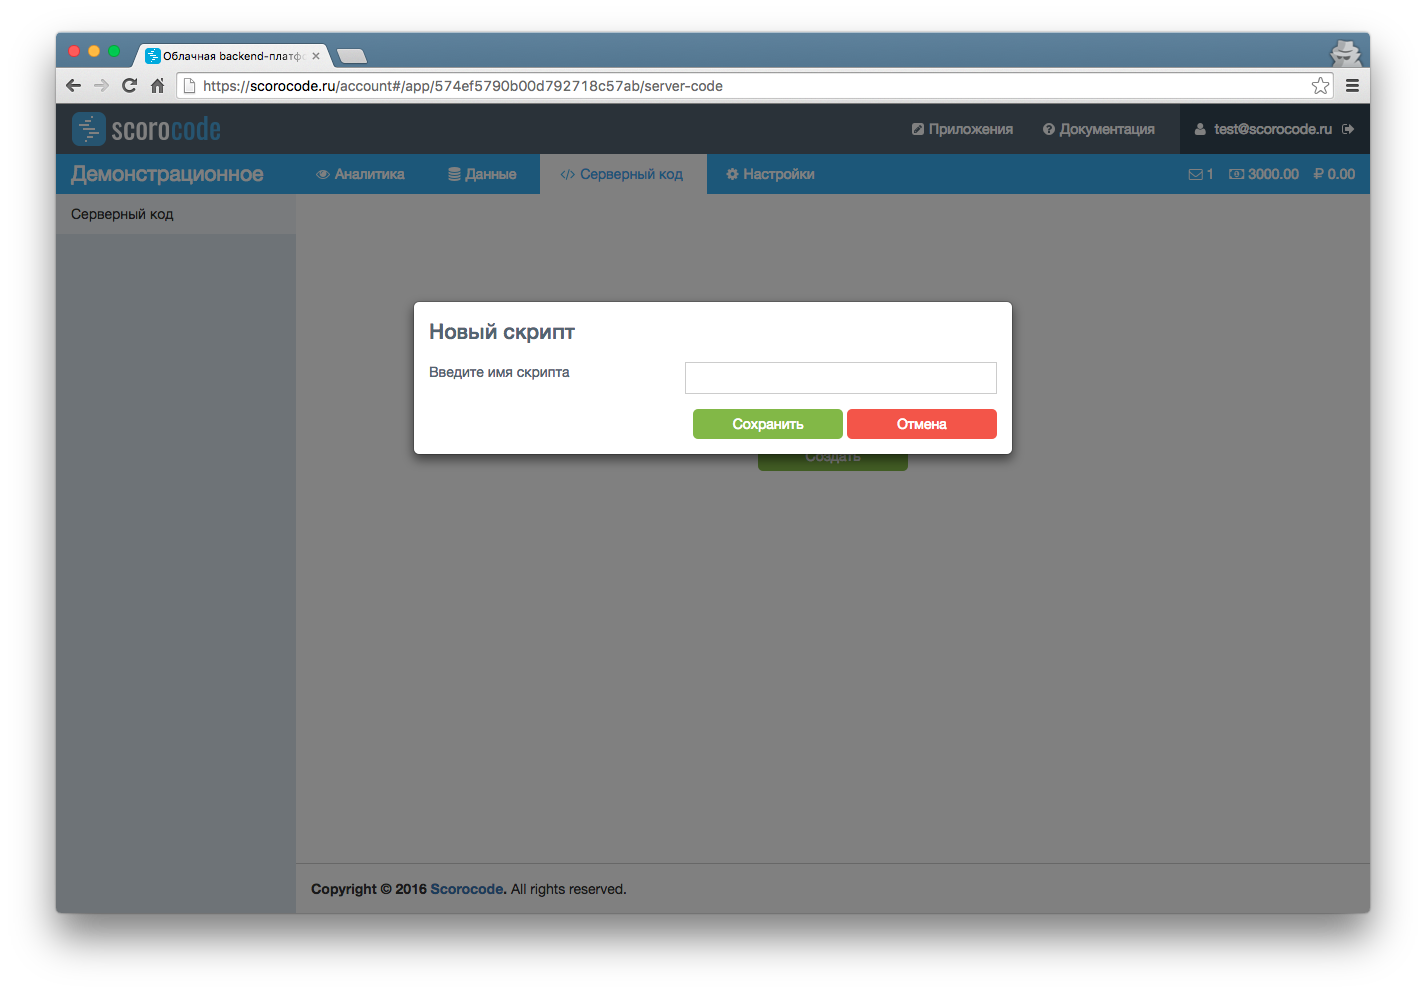 Облачная backend-платф
https://scorocode.ru/account#/app/574ef5790b00d792718c57ab/server-code
scorocode
Приложения
Документация
test@scorocode.ru
Демонстрационное
Аналитика
Данные
</> Серверный код
Настройки
1
3000.00
₽ 0.00
Серверный код
Новый скрипт
Введите имя скрипта
Сохранить
Отмена
Создать
Copyright © 2016 Scorocode. All rights reserved.